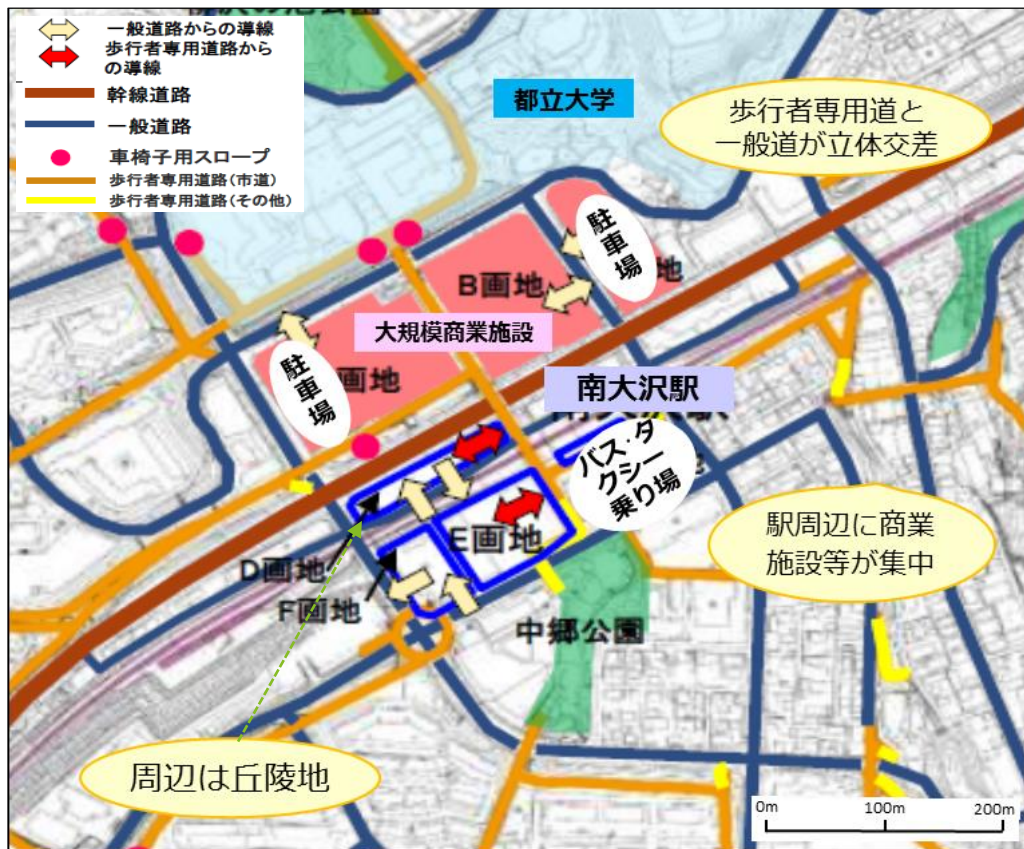 一般道路からの導線
歩行者専用道路から
の導線
幹線道路
一般道路
車椅子用スロープ
歩行者専用道路(市道)
歩行者専用道路(その他)
都立大学
歩行者専用道と
一般道が立体交差
駐車場
地
B画地
大規模商業施設
駐車場
画地
南大沢駅
バス・タ
クシー
乗り場
E画地
D画地
F画地
中郷公園
駅周辺に商業
施設等が集中
周辺は丘陵地
0m
100m
200m